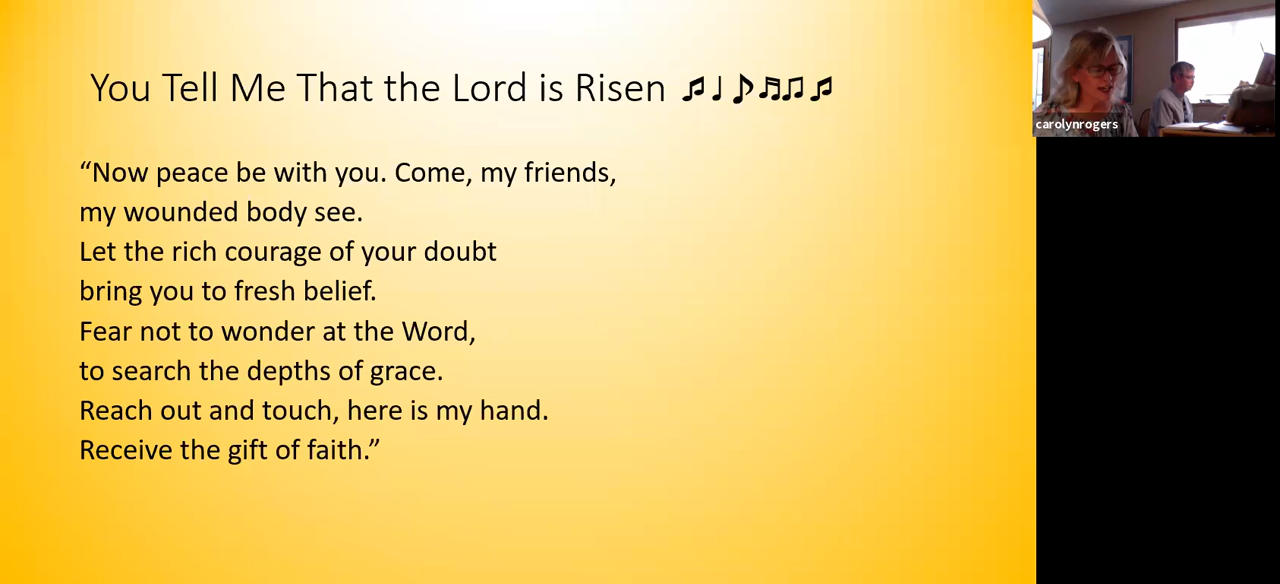 You Tell Me That the Lord is Risen ♫♩♪♬♫♫
“Now peace be with you. Come, my friends,
my wounded body see.
Let the rich courage of your doubt
bring you to fresh belief.
Fear not to wonder at the Word,
to search the depths of grace.
Reach out and touch, here is my hand.
Receive the gift of faith.”
carolynrogers